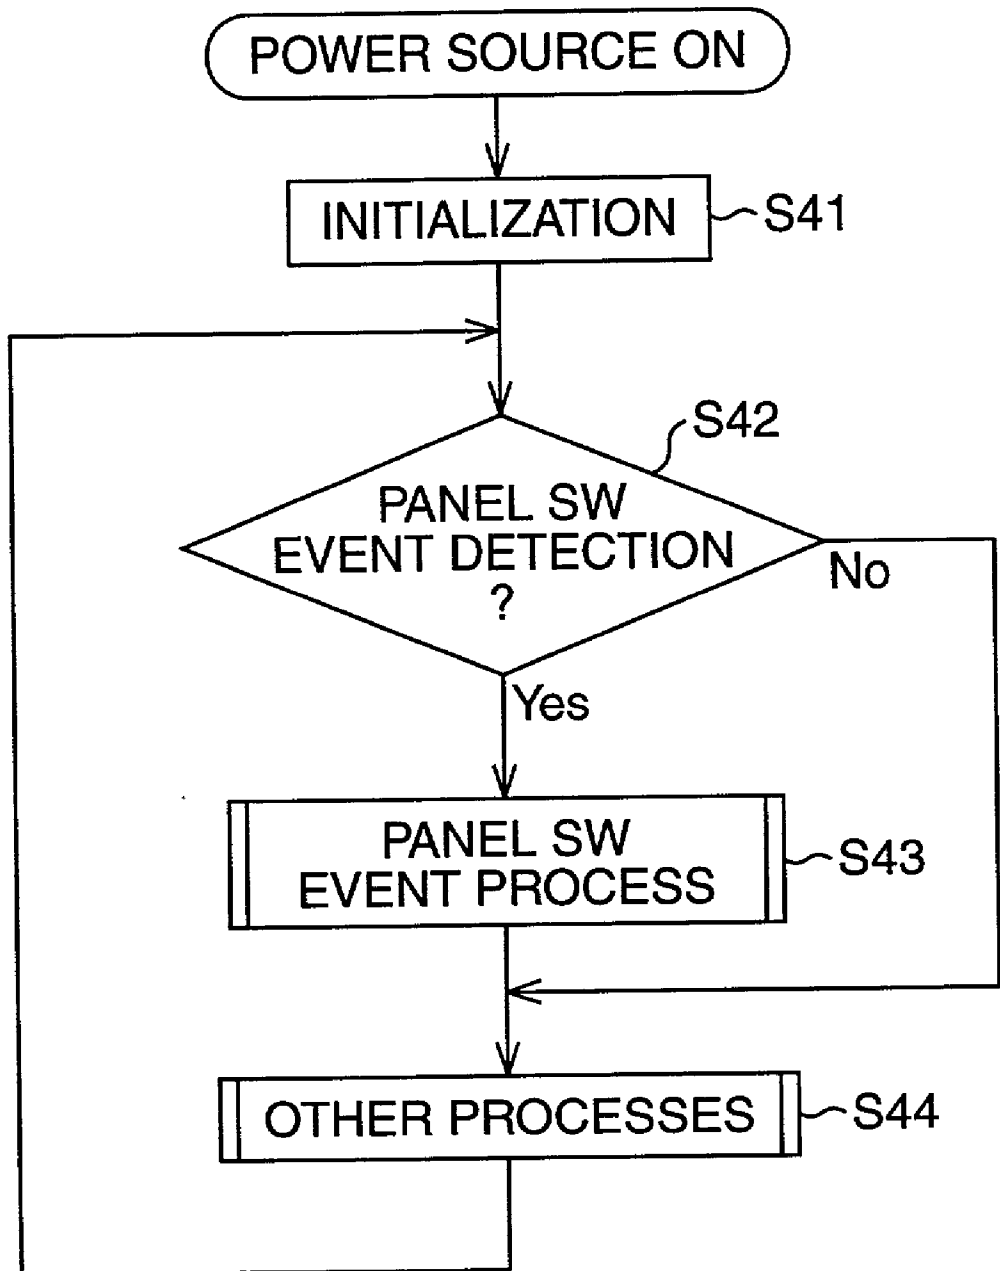 POWER SOURCE ON
INITIALIZATION
S41
S42
PANEL SW
EVENT DETECTION
?
No
Yes
PANEL SW
EVENT PROCESS
S43
OTHER PROCESSES
S44